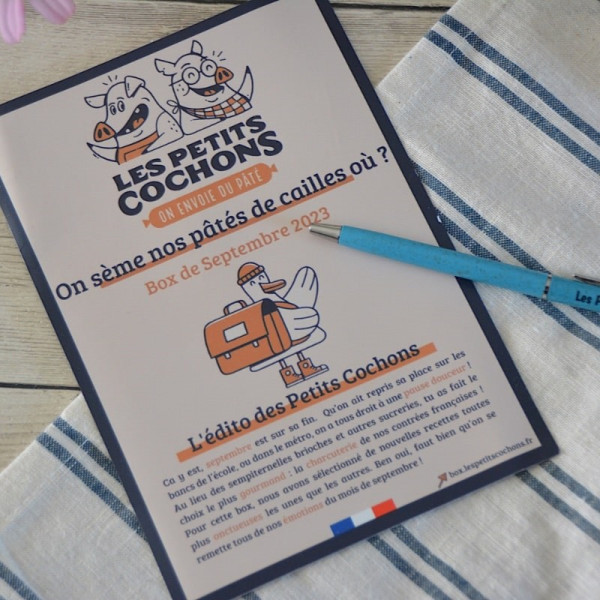 LES PETITS
COCHONS
ON ENVOIE DU PÂTÉ
On sème nos pâtés de cailles où ?
Box de Septembre 2023
L'édito des Petits Cochons
Ca y est, septembre est sur sa fin. Qu'on ait repris sa place sur les
bancs de l'école, ou dans le métro, on a tous droit à une pause douceur !
Au lieu des sempiternelles brioches et autres sucreries, tu as fait le
choix le plus gourmand : la charcuterie de nos contrées françaises !
Pour cette box, nous avons sélectionné de nouvelles recettes toutes
plus onctueuses les unes que les autres. Ben oui, faut bien qu'on se
remette tous de nos émotions du mois de septembre !
box.lespetitscochons.fr
Les P